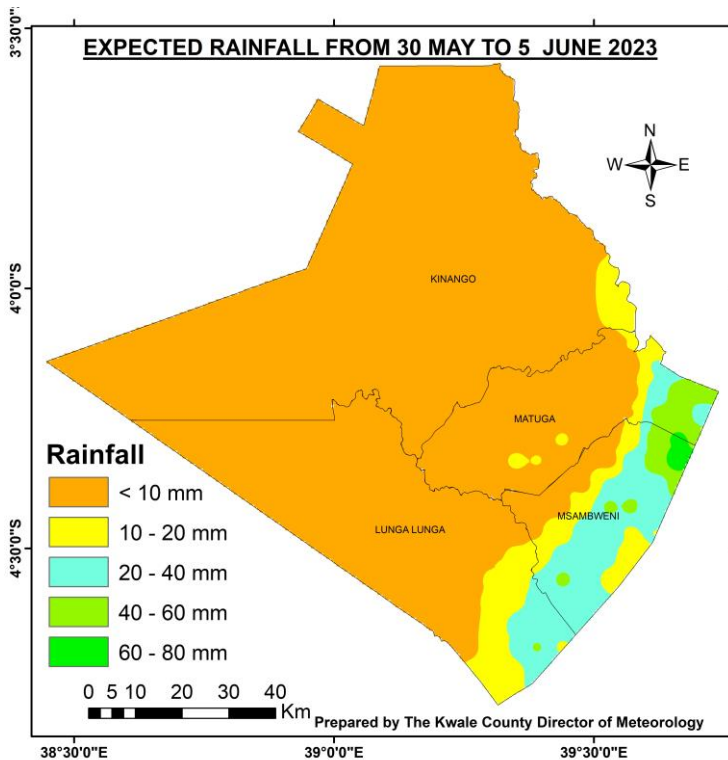 EXPECTED RAINFALL FROM 30 MAY TO 5 JUNE 2023
3°30'0"S
N
W E
S
KINANGO
4°0'0"S
MATUGA
Rainfall
< 10 mm
MSAMBWENI
10 - 20 mm
LUNGA LUNGA
4°30'0"S
20 - 40 mm
40 - 60 mm
60 - 80 mm
0 5 10 20 30 40
Km
Prepared by The Kwale County Director of Meteorology
38°30'0"E 39°0'0"E 39°30'0"E